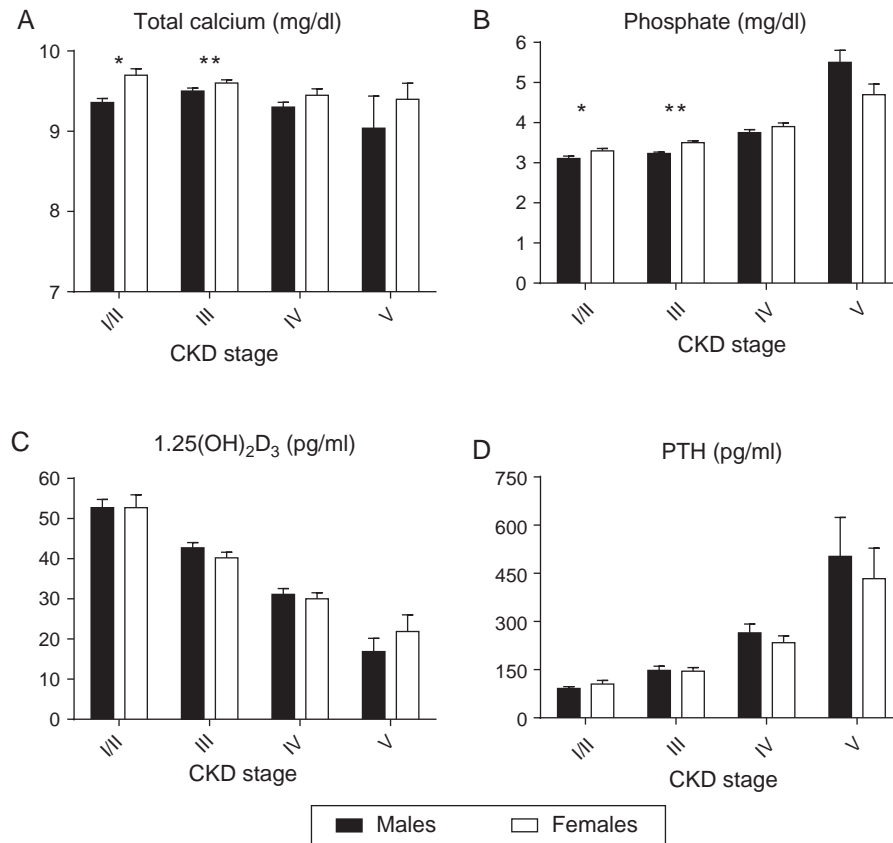 A
Total calcium (mg/dl)
10
9
8
7
*
**
I/II
III
IV
V
CKD stage
B
Phosphate (mg/dl)
6
5
4
3
2
1
0
*
**
I/II
III
IV
V
CKD stage
C
1.25(OH)₂D₃ (pg/ml)
60
50
40
30
20
10
0
I/II
III
IV
V
CKD stage
D
PTH (pg/ml)
750
600
450
300
150
0
I/II
III
IV
V
CKD stage
Males
Females